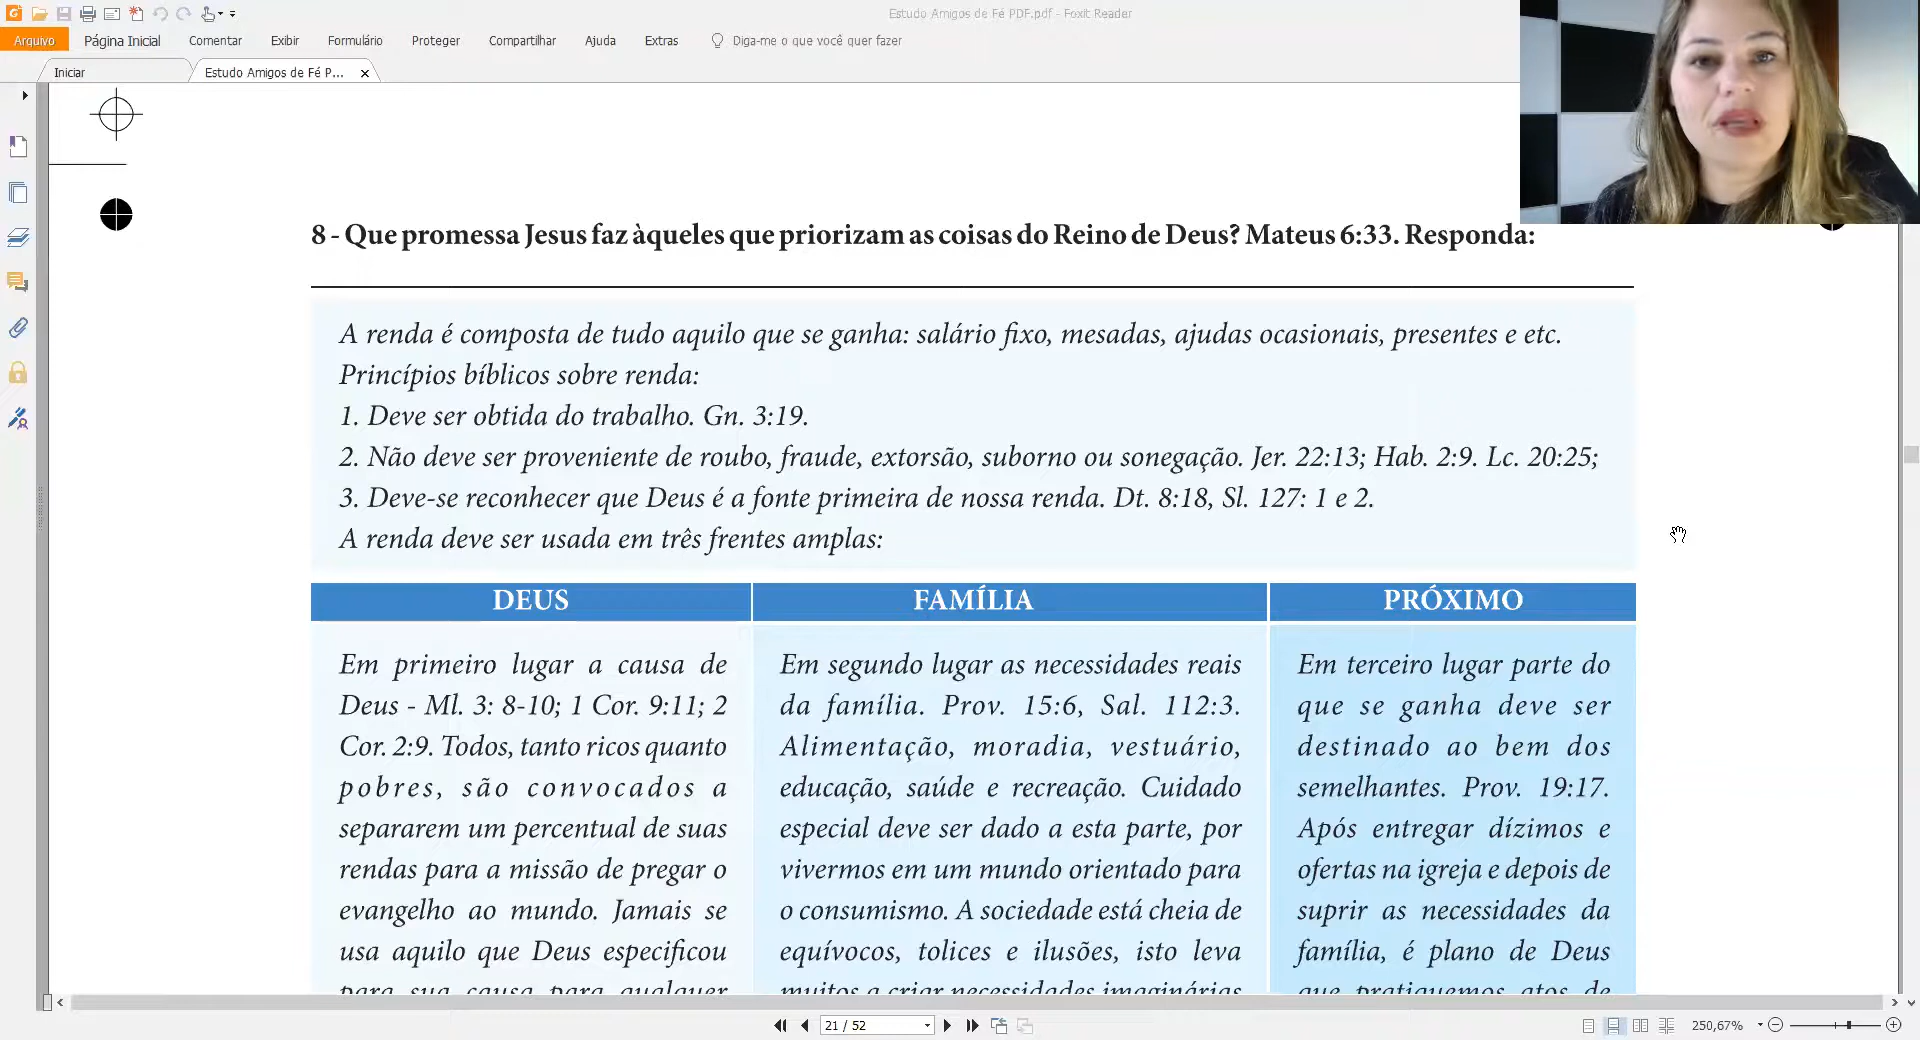 Estudo Amigos de Fé PDF.pdf - Foxit Reader
Arquivo Página Inicial Comentar Exibir Formulário Proteger Compartilhar Ajuda Extras Diga-me o que você quer fazer
Iniciar Estudo Amigos de Fé P...
8 - Que promessa Jesus faz àqueles que priorizam as coisas do Reino de Deus? Mateus 6:33. Responda:
A renda é composta de tudo aquilo que se ganha: salário fixo, mesadas, ajudas ocasionais, presentes e etc.
Princípios bíblicos sobre renda:
1. Deve ser obtida do trabalho. Gn. 3:19.
2. Não deve ser proveniente de roubo, fraude, extorsão, suborno ou sonegação. Jer. 22:13; Hab. 2:9. Lc. 20:25;
3. Deve-se reconhecer que Deus é a fonte primeira de nossa renda. Dt. 8:18, Sl. 127: 1 e 2.
A renda deve ser usada em três frentes amplas:
DEUS
Em primeiro lugar a causa de
Deus - Ml. 3: 8-10; 1 Cor. 9:11; 2
Cor. 2:9. Todos, tanto ricos quanto
pobres, são convocados a
separarem um percentual de suas
rendas para a missão de pregar o
evangelho ao mundo. Jamais se
usa aquilo que Deus especificou
para sua causa para qualquer
FAMÍLIA
Em segundo lugar as necessidades reais
da família. Prov. 15:6, Sal. 112:3.
Alimentação, moradia, vestuário,
educação, saúde e recreação. Cuidado
especial deve ser dado a esta parte, por
vivermos em um mundo orientado para
o consumismo. A sociedade está cheia de
equívocos, tolices e ilusões, isto leva
muitos a criar necessidades imaginárias
PRÓXIMO
Em terceiro lugar parte do
que se ganha deve ser
destinado ao bem dos
semelhantes. Prov. 19:17.
Após entregar dízimos e
ofertas na igreja e depois de
suprir as necessidades da
família, é plano de Deus
que pratiquemos atos de
21 / 52
250,67%